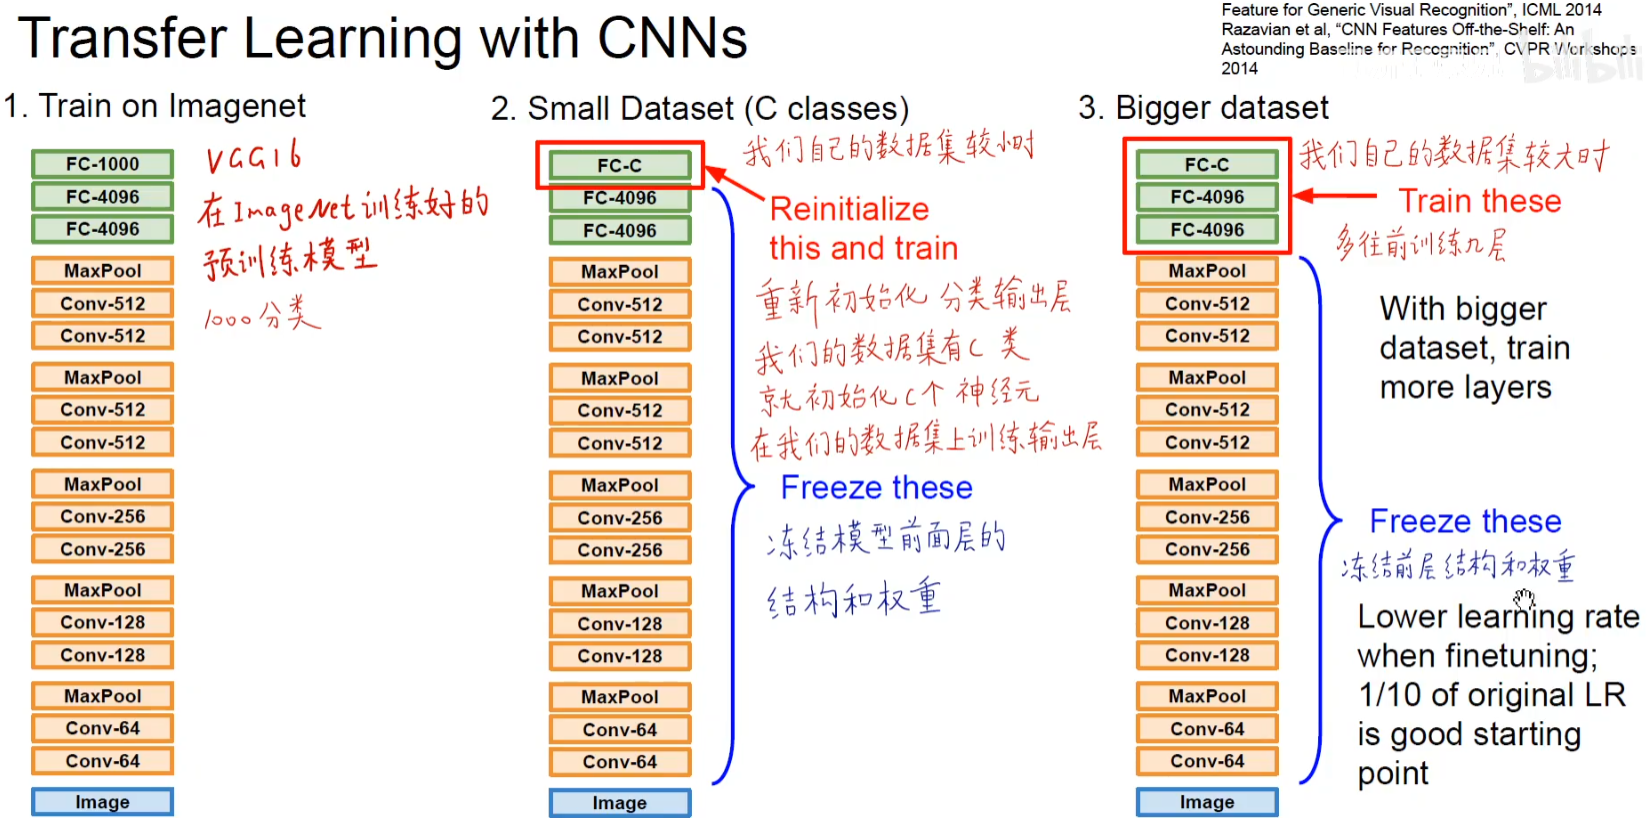 Transfer Learning with CNNs
Feature for Generic Visual Recognition", ICML 2014
Razavian et al, "CNN Features Off-the-Shelf: An
Astounding Baseline for Recognition", CVPR Workshops
2014
bilibili
1. Train on Imagenet
FC-1000
FC-4096
FC-4096
MaxPool
Conv-512
Conv-512
MaxPool
Conv-512
Conv-512
MaxPool
Conv-256
Conv-256
MaxPool
Conv-128
Conv-128
MaxPool
Conv-64
Conv-64
Image
VGG16
在ImageNet训练好的
预训练模型
1000分类
2. Small Dataset (C classes)
FC-C
FC-4096
FC-4096
MaxPool
Conv-512
Conv-512
MaxPool
Conv-512
Conv-512
MaxPool
Conv-256
Conv-256
MaxPool
Conv-128
Conv-128
MaxPool
Conv-64
Conv-64
Image
我们自己的数据集较小时
Reinitialize
this and train
重新初始化 分类输出层
我们的数据集有C 类
就初始化C个 神经元
在我们的数据集上训练输出层
Freeze these
冻结模型前面层的
结构和权重
3. Bigger dataset
FC-C
FC-4096
FC-4096
MaxPool
Conv-512
Conv-512
MaxPool
Conv-512
Conv-512
MaxPool
Conv-256
Conv-256
MaxPool
Conv-128
Conv-128
MaxPool
Conv-64
Conv-64
Image
我们自己的数据集较大时
Train these
多往前训练几层
With bigger
dataset, train
more layers
Freeze these
冻结前层结构和权重
Lower learning rate
when finetuning;
1/10 of original LR
is good starting
point